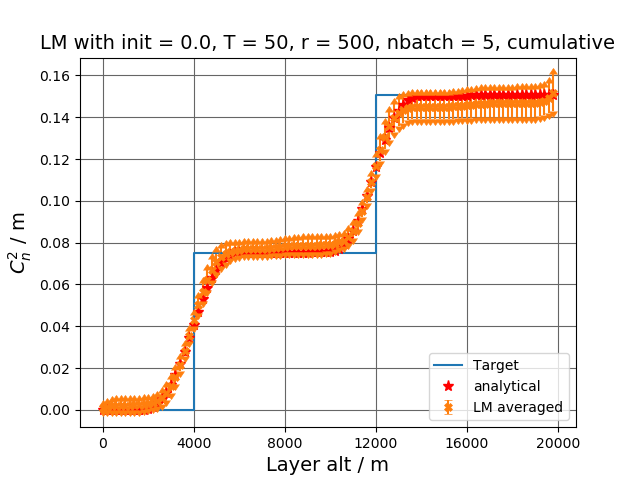 LM with init = 0.0, T = 50, r = 500, nbatch = 5, cumulative
0.16
0.14
0.12
0.10
0.08
0.06
0.04
0.02
0.00
$C_n^2$ / m
0 4000 8000 12000 16000 20000
Layer alt / m
Target
analytical
LM averaged